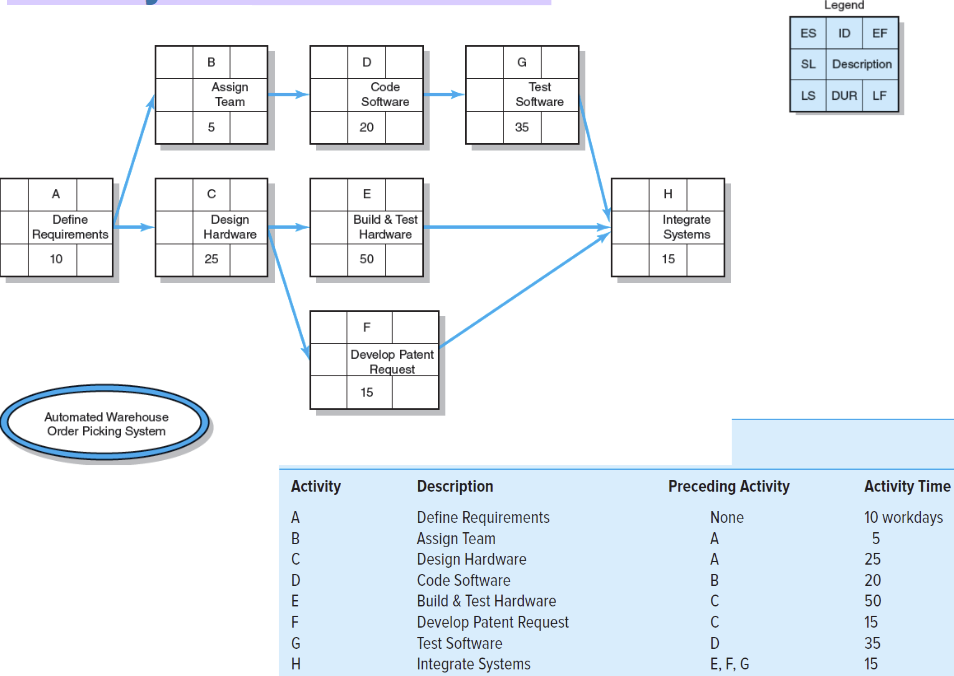 Legend
ES ID EF
SL Description
LS DUR LF
B
Assign
Team
5
D
Code
Software
20
G
Test
Software
35
A
Define
Requirements
10
C
Design
Hardware
25
E
Build & Test
Hardware
50
H
Integrate
Systems
15
F
Develop Patent
Request
15
Automated Warehouse
Order Picking System
Activity Description Preceding Activity Activity Time
A Define Requirements None 10 workdays
B Assign Team A 5
C Design Hardware A 25
D Code Software B 20
E Build & Test Hardware C 50
F Develop Patent Request C 15
G Test Software D 35
H Integrate Systems E, F, G 15